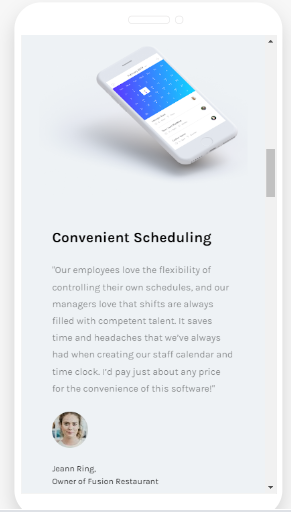 Convenient Scheduling
"Our employees love the flexibility of
controlling their own schedules, and our
managers love that shifts are always
filled with competent talent. It saves
time and headaches that we've always
had when creating our staff calendar and
time clock. I'd pay just about any price
for the convenience of this software!"
Jeann Ring,
Owner of Fusion Restaurant